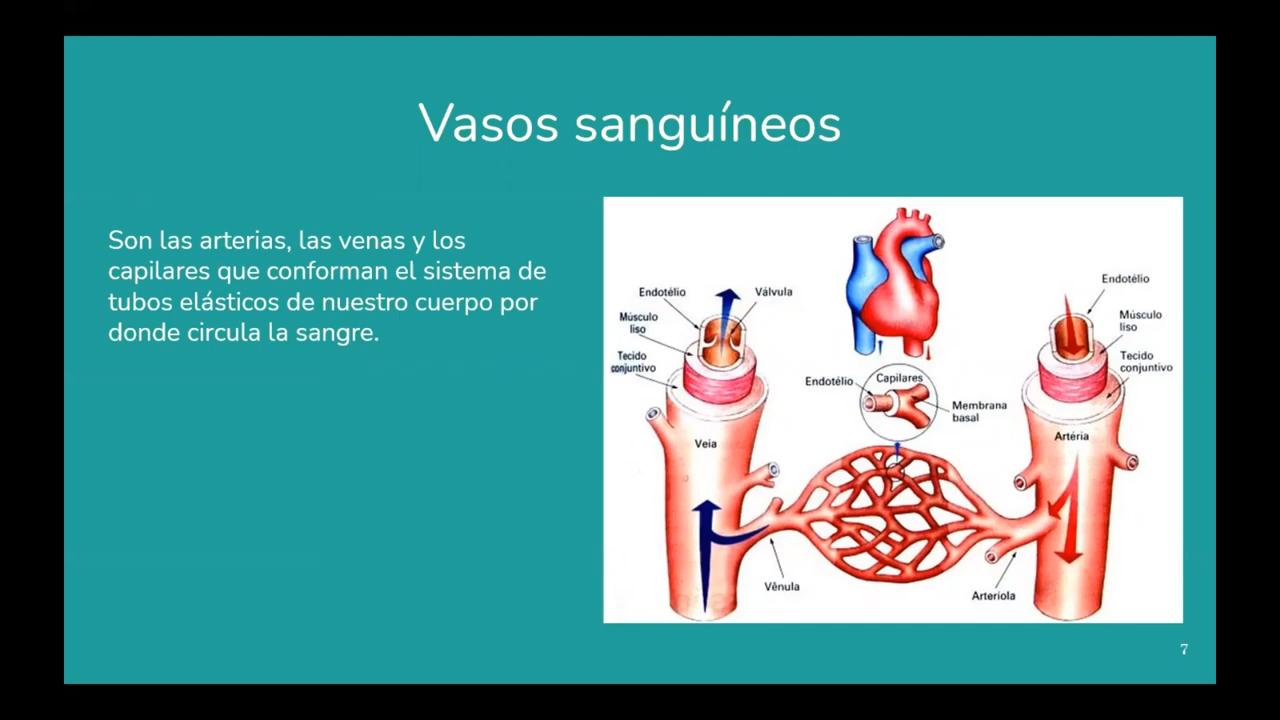 Vasos sanguíneos
Son las arterias, las venas y los
capilares que conforman el sistema de
tubos elásticos de nuestro cuerpo por
donde circula la sangre.
Endotélio
Válvula
Músculo
liso
Tecido
conjuntivo
Veia
Vênula
Endotélio
Capilares
Membrana
basal
Endotélio
Músculo
liso
Tecido
conjuntivo
Artéria
Arteríola
7